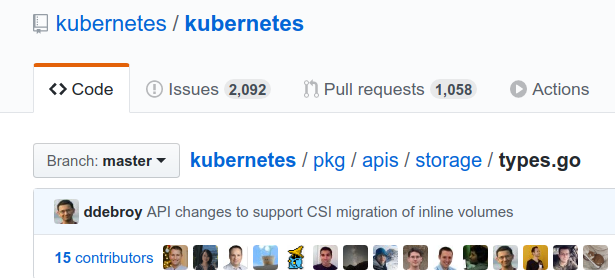 kubernetes / kubernetes
Code Issues 2,092 Pull requests 1,058 Actions
Branch: master kubernetes / pkg / apis / storage / types.go
ddebroy API changes to support CSI migration of inline volumes
15 contributors